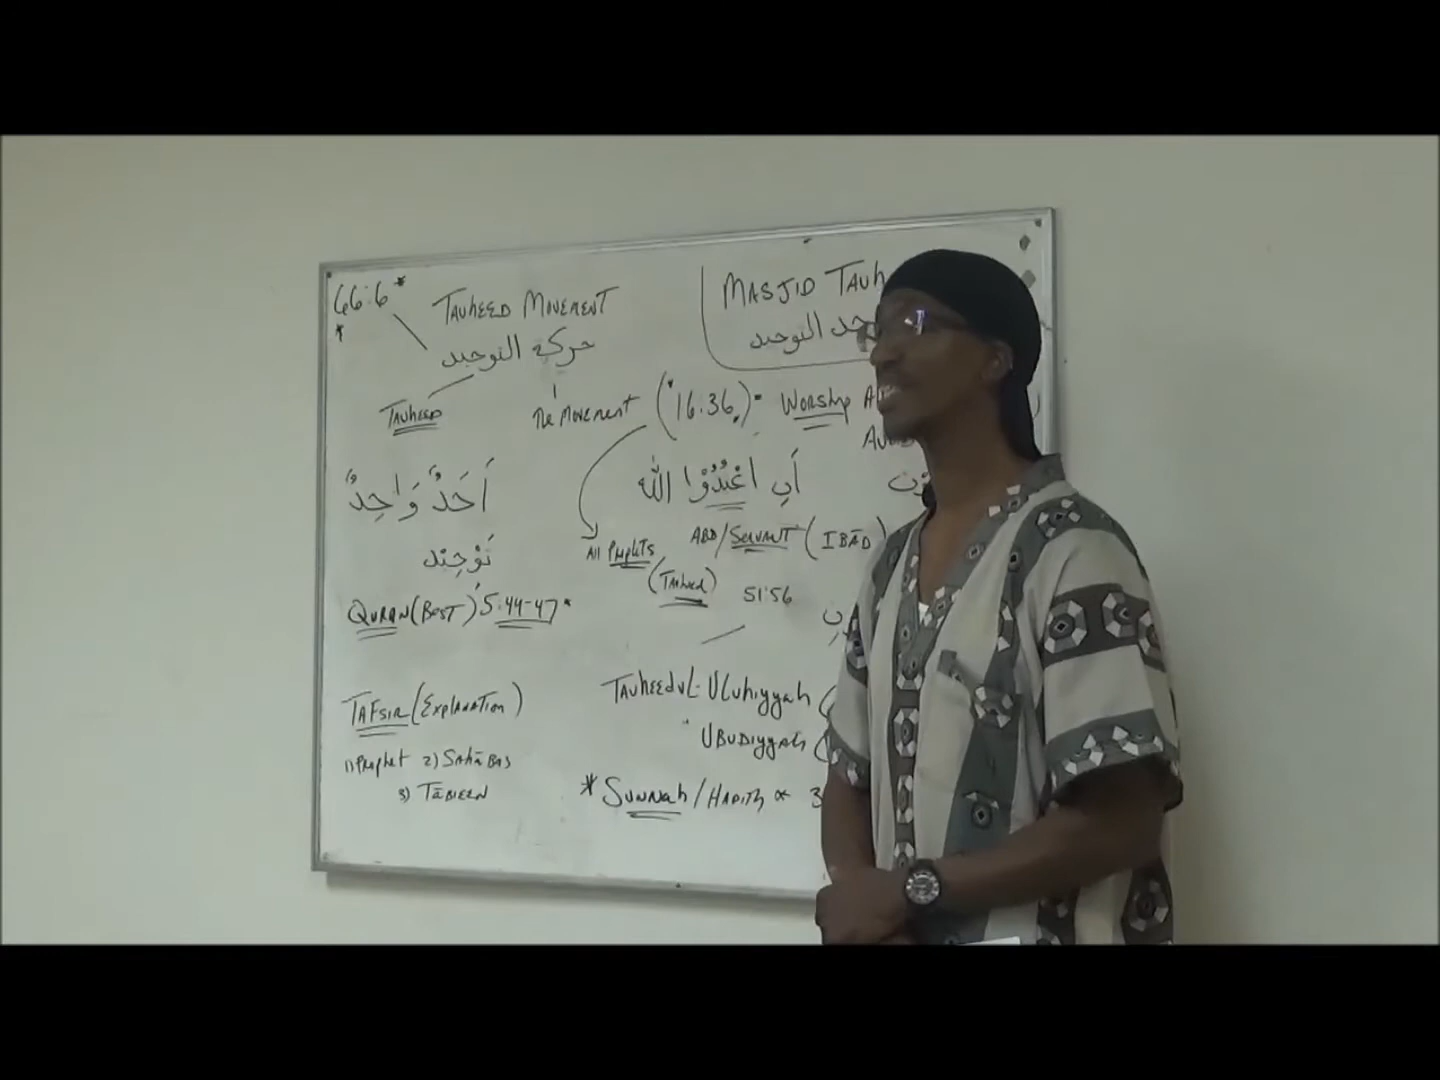 66:6*
*
TAUHEED MOVEMENT
حركة التوحيد
MASJID TAUH
جد التوحيد
TAUHEED
The MOVEMENT
(*16:36*)
WORSHIP A
أَحَدٌ وَاحِدٌ
أَنِ اعْبُدُوْا اللّٰه
تَوْحِيْد
All Prophets
(Tauheed)
ABD/Servant (IBĀD)
51:56
QURAN (BEST) 5:44-47*
TAFSIR (Explanation)
1) Prophet 2) SAHĀBAS
3) TĀBIEEN
TAUHEEDUL-ULUHIYYAH (
" UBUDIYYAH (
*SUNNAH/HADITH